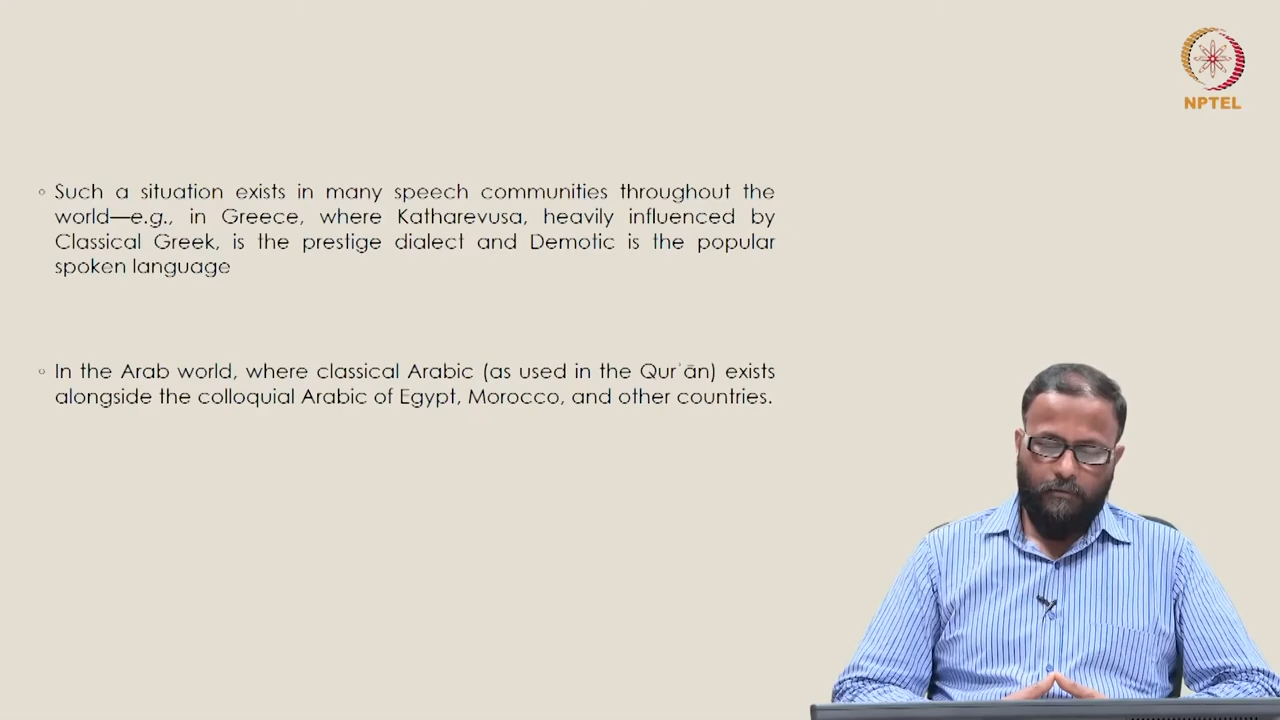 NPTEL
Such a situation exists in many speech communities throughout the
world—e.g., in Greece, where Katharevusa, heavily influenced by
Classical Greek, is the prestige dialect and Demotic is the popular
spoken language
In the Arab world, where classical Arabic (as used in the Qurʾān) exists
alongside the colloquial Arabic of Egypt, Morocco, and other countries.